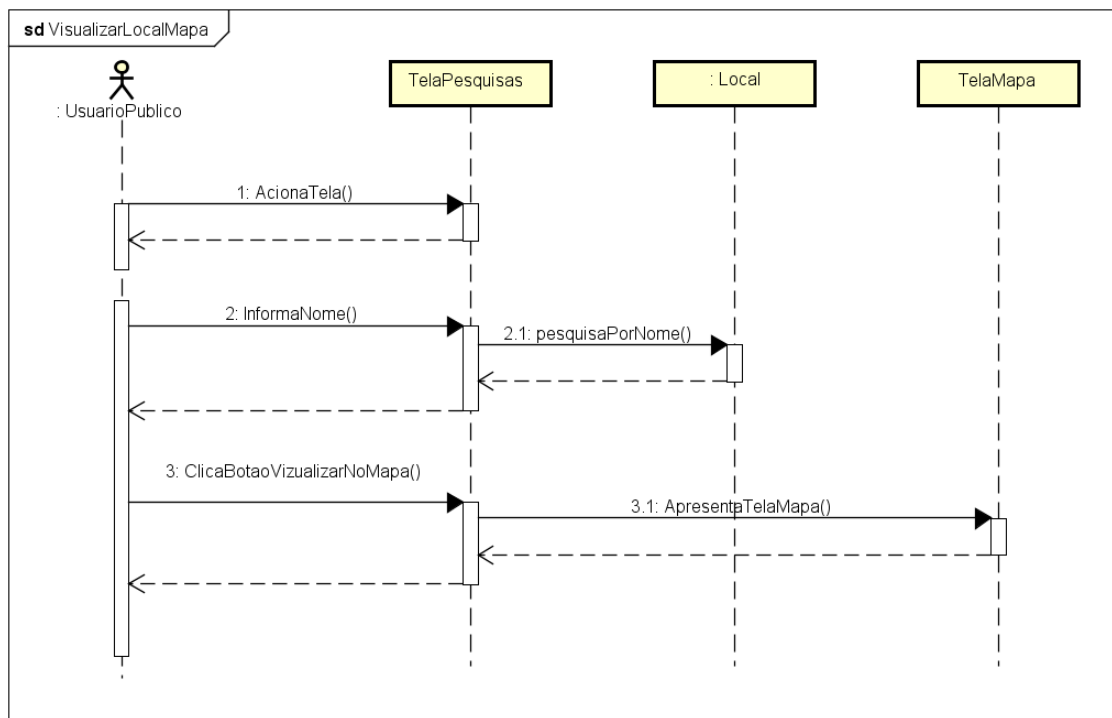 sd VisualizarLocalMapa
: UsuarioPublico
TelaPesquisas
: Local
TelaMapa
1: AcionaTela()
2: InformaNome()
2.1: pesquisaPorNome()
3: ClicaBotaoVizualizarNoMapa()
3.1: ApresentaTelaMapa()